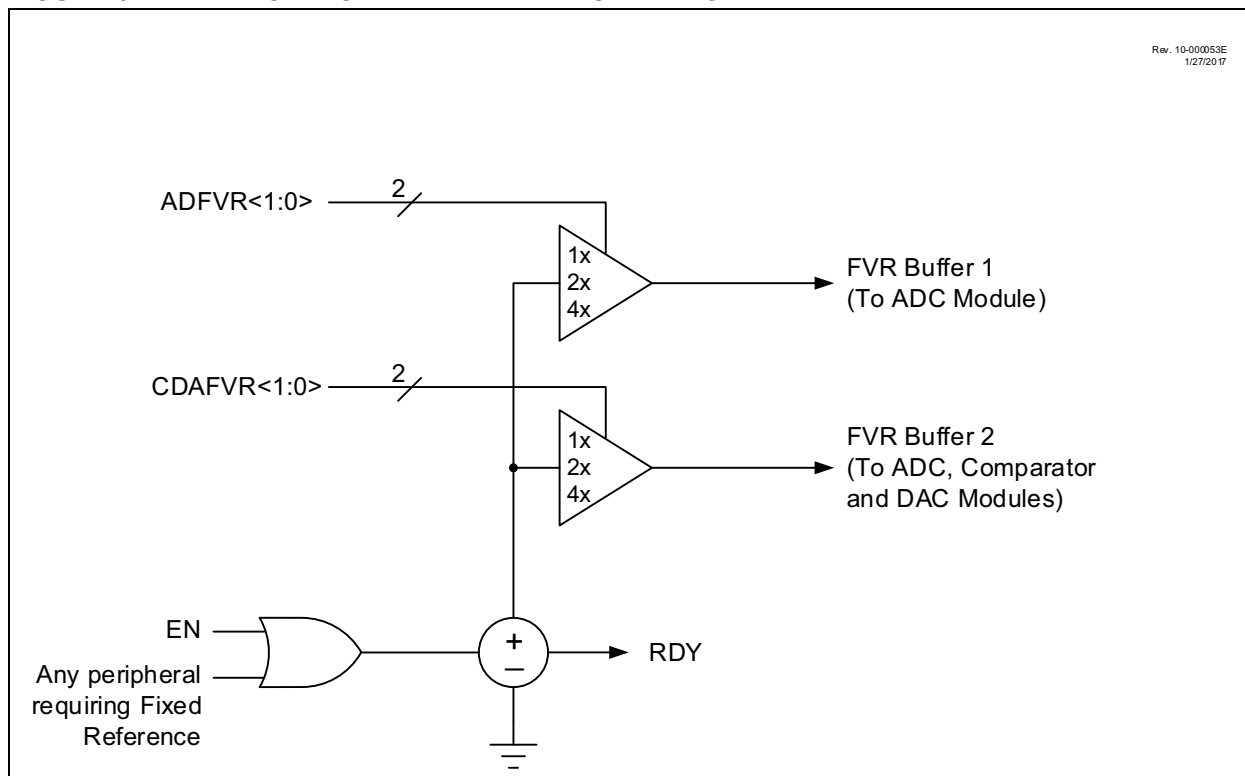 Rev. 10-000053E
1/27/2017
2
ADFVR<1:0>
1x
2x
4x
FVR Buffer 1
(To ADC Module)
2
CDAFVR<1:0>
1x
2x
4x
FVR Buffer 2
(To ADC, Comparator
and DAC Modules)
EN
Any peripheral
requiring Fixed
Reference
+
–
RDY